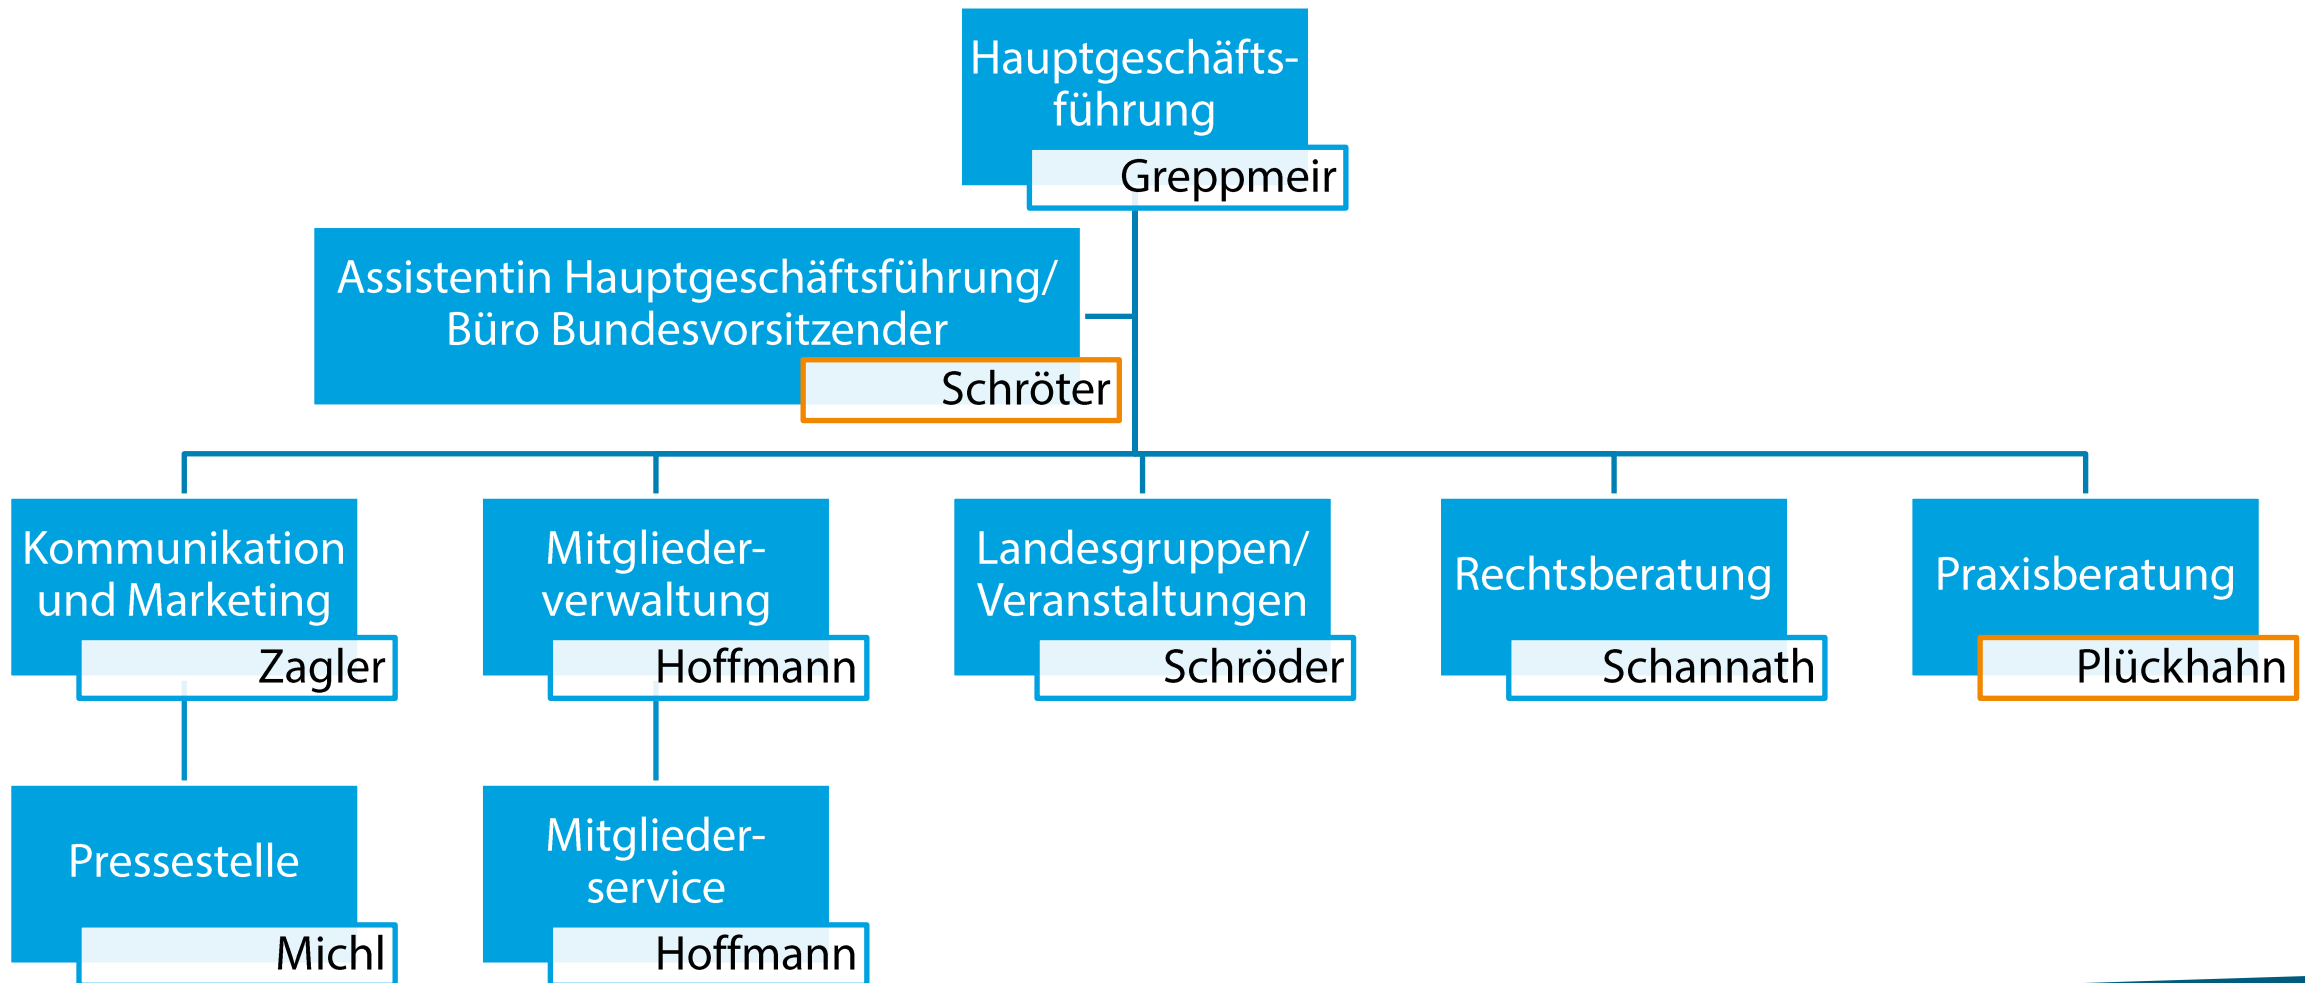 Hauptgeschäfts-
führung
Greppmeir
Assistentin Hauptgeschäftsführung/
Büro Bundesvorsitzender
Schröter
Kommunikation
und Marketing
Zagler
Mitglieder-
verwaltung
Hoffmann
Landesgruppen/
Veranstaltungen
Schröder
Rechtsberatung
Schannath
Praxisberatung
Plückhahn
Pressestelle
Michl
Mitglieder-
service
Hoffmann